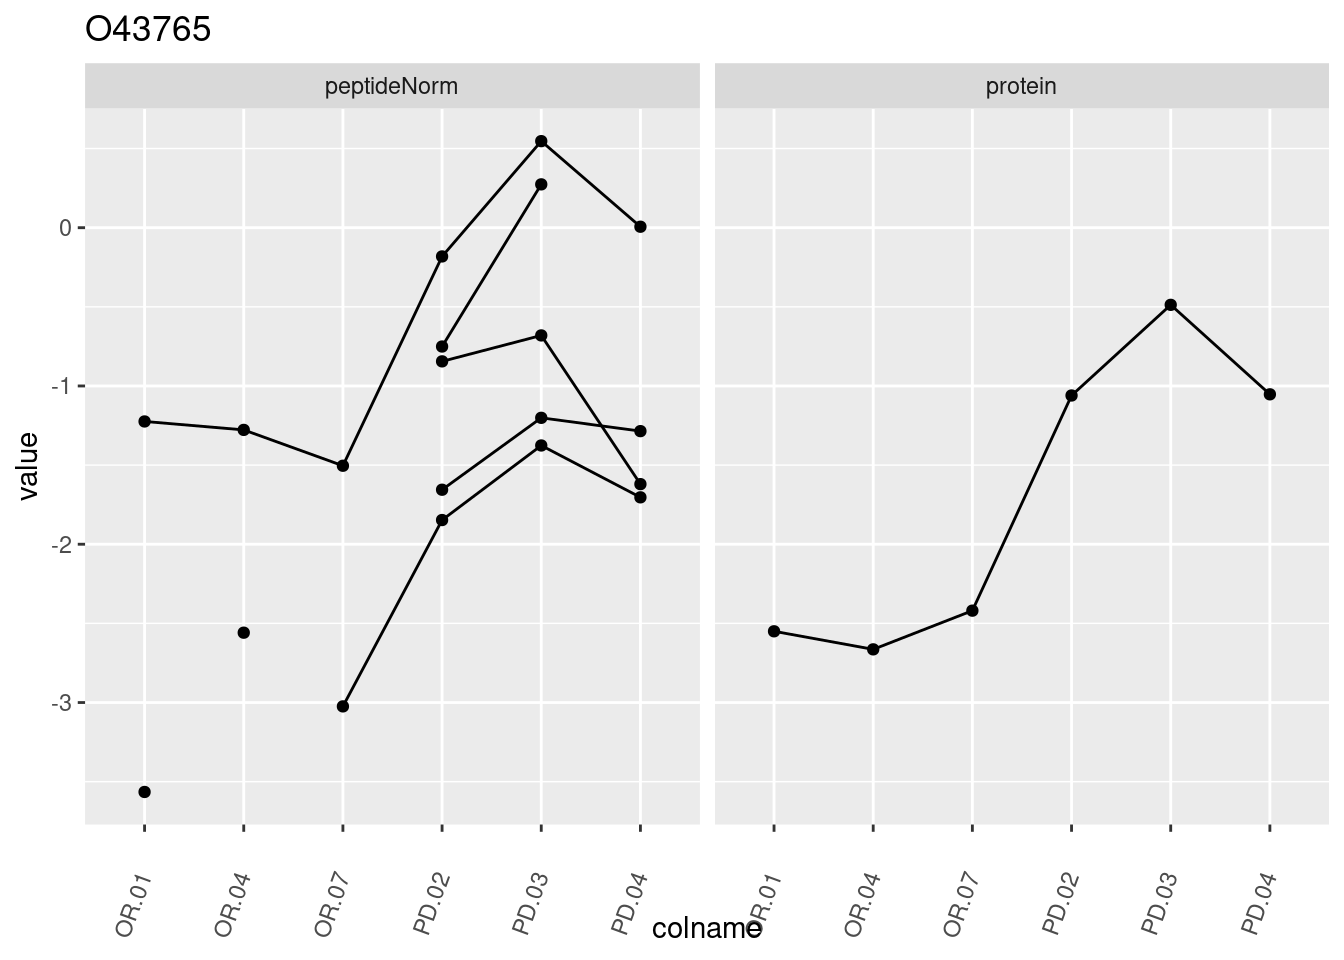 O43765
peptideNorm protein
0
-1
-2
-3
value
OR.01 OR.04 OR.07 PD.02 PD.03 PD.04 OR.01 OR.04 OR.07 PD.02 PD.03 PD.04
colname